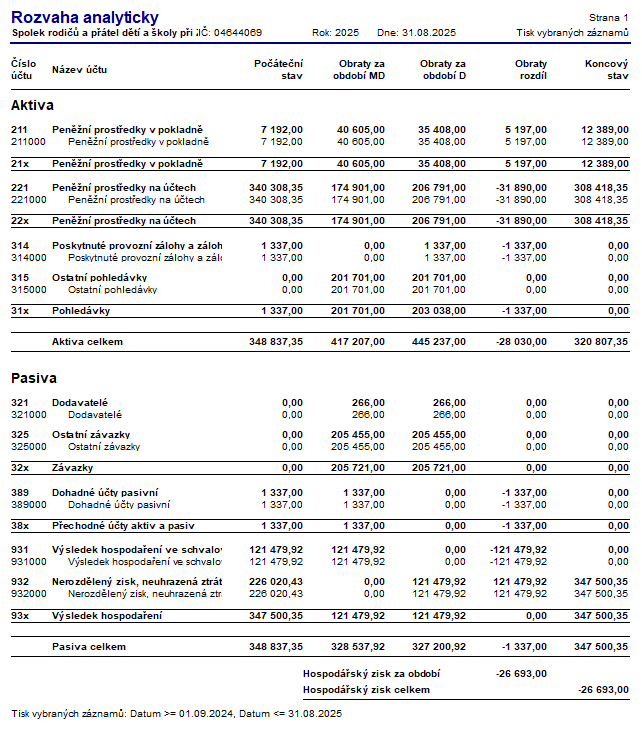 Rozvaha analyticky
Strana 1
Spolek rodičů a přátel dětí a školy při IČ: 04644069 Rok: 2025 Dne: 31.08.2025 Tisk vybraných záznamů
Číslo účtu Název účtu Počáteční stav Obraty za období MD Obraty za období D Obraty rozdíl Koncový stav
Aktiva
211 Peněžní prostředky v pokladně 7 192,00 40 605,00 35 408,00 5 197,00 12 389,00
211000 Peněžní prostředky v pokladně 7 192,00 40 605,00 35 408,00 5 197,00 12 389,00
21x Peněžní prostředky v pokladně 7 192,00 40 605,00 35 408,00 5 197,00 12 389,00
221 Peněžní prostředky na účtech 340 308,35 174 901,00 206 791,00 -31 890,00 308 418,35
221000 Peněžní prostředky na účtech 340 308,35 174 901,00 206 791,00 -31 890,00 308 418,35
22x Peněžní prostředky na účtech 340 308,35 174 901,00 206 791,00 -31 890,00 308 418,35
314 Poskytnuté provozní zálohy a záloh 1 337,00 0,00 1 337,00 -1 337,00 0,00
314000 Poskytnuté provozní zálohy a zálo 1 337,00 0,00 1 337,00 -1 337,00 0,00
315 Ostatní pohledávky 0,00 201 701,00 201 701,00 0,00 0,00
315000 Ostatní pohledávky 0,00 201 701,00 201 701,00 0,00 0,00
31x Pohledávky 1 337,00 201 701,00 203 038,00 -1 337,00 0,00
Aktiva celkem 348 837,35 417 207,00 445 237,00 -28 030,00 320 807,35
Pasiva
321 Dodavatelé 0,00 266,00 266,00 0,00 0,00
321000 Dodavatelé 0,00 266,00 266,00 0,00 0,00
325 Ostatní závazky 0,00 205 455,00 205 455,00 0,00 0,00
325000 Ostatní závazky 0,00 205 455,00 205 455,00 0,00 0,00
32x Závazky 0,00 205 721,00 205 721,00 0,00 0,00
389 Dohadné účty pasivní 1 337,00 1 337,00 0,00 -1 337,00 0,00
389000 Dohadné účty pasivní 1 337,00 1 337,00 0,00 -1 337,00 0,00
38x Přechodné účty aktiv a pasiv 1 337,00 1 337,00 0,00 -1 337,00 0,00
931 Výsledek hospodaření ve schvalov 121 479,92 121 479,92 0,00 -121 479,92 0,00
931000 Výsledek hospodaření ve schvalov 121 479,92 121 479,92 0,00 -121 479,92 0,00
932 Nerozdělený zisk, neuhrazená ztrát 226 020,43 0,00 121 479,92 121 479,92 347 500,35
932000 Nerozdělený zisk, neuhrazená ztr 226 020,43 0,00 121 479,92 121 479,92 347 500,35
93x Výsledek hospodaření 347 500,35 121 479,92 121 479,92 0,00 347 500,35
Pasiva celkem 348 837,35 328 537,92 327 200,92 -1 337,00 347 500,35
Hospodářský zisk za období -26 693,00
Hospodářský zisk celkem -26 693,00
Tisk vybraných záznamů: Datum >= 01.09.2024, Datum <= 31.08.2025